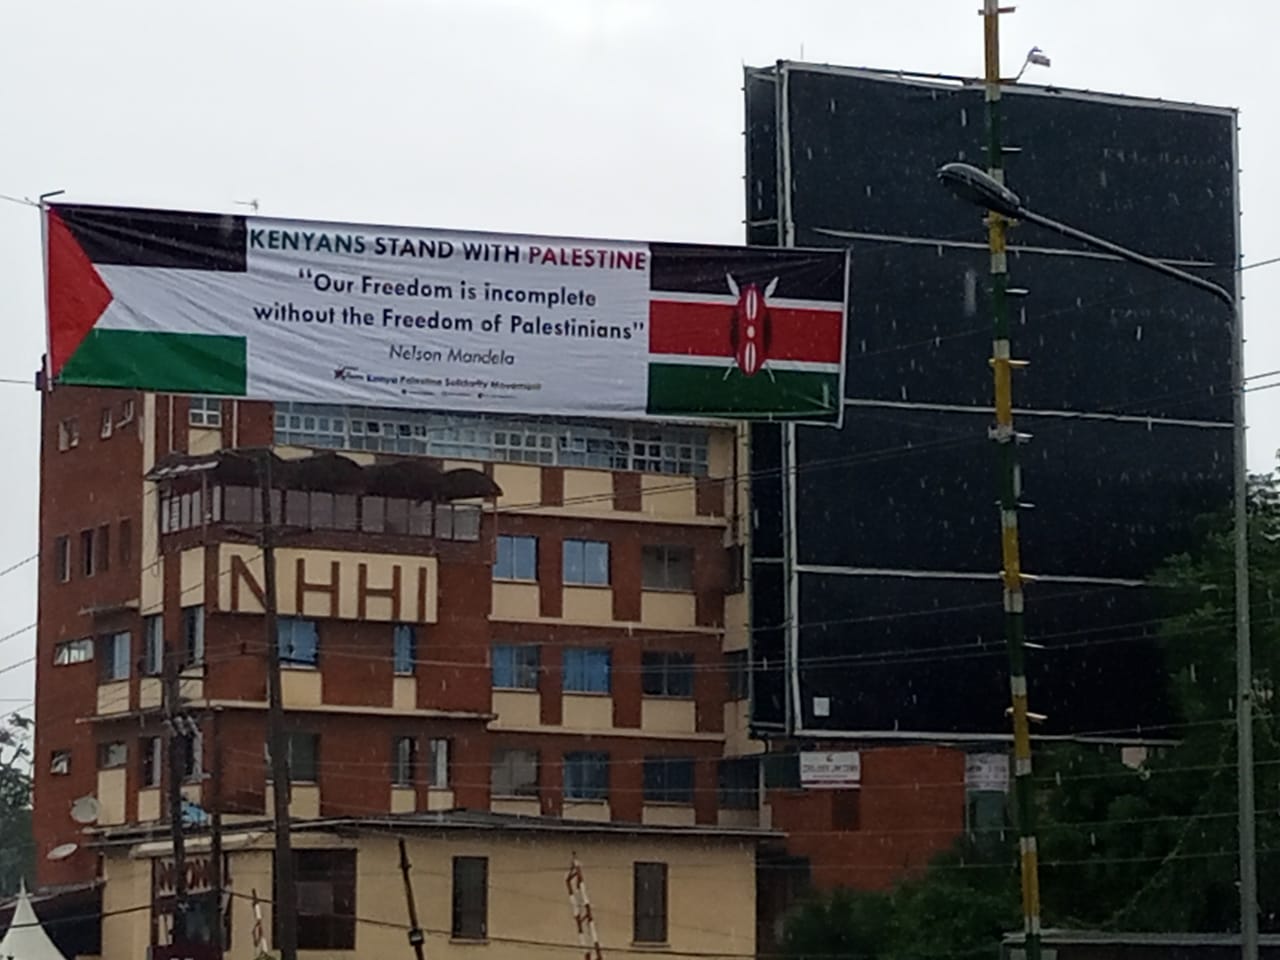 KENYANS STAND WITH PALESTINE
“Our Freedom is incomplete
without the Freedom of Palestinians”
Nelson Mandela
Kenya Palestine Solidarity Movement
NHHI